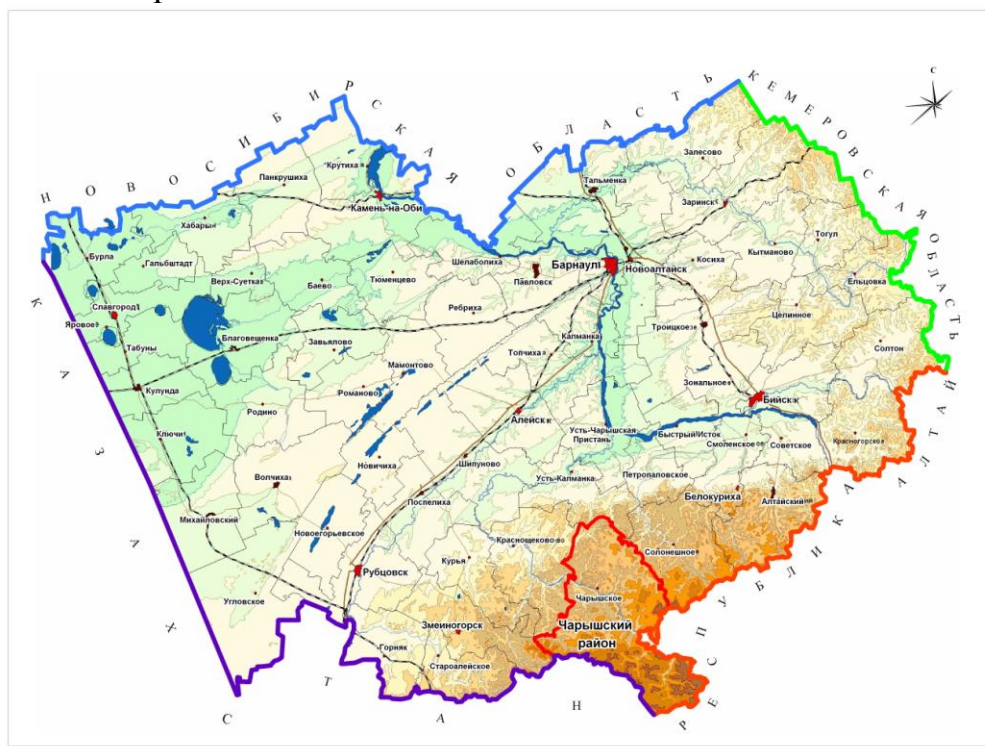 с
НОВОСИБИРСКАЯ ОБЛАСТЬ
КЕМЕРОВСКАЯ ОБЛАСТЬ
Залесово
Крутиха
Панкрушиха
Тальменка
Камень-на-Оби
Заринск
Хабары
Тогул
Кытманово
Бурла
Гальбштадт
Шелаболиха
Барнаул
Новоалтайск
Косиха
Верх-Суетка
Баево
Тюменцево
Павловск
Ельцовка
Славгород
Ребриха
Целинное
Яровое
Троицкое
Благовещенка
Завьялово
Калманка
Табуны
Топчиха
Солтон
Мамонтово
Романово
Зональное
Кулунда
Бийск
Родино
Алейск
Ключи
Усть-Чарышская
Пристань
Быстрый Исток
Смоленское
Советское
Красногорское
Новичиха
Шипуново
Волчиха
Усть-Калманка
Петропаловское
Поспелиха
Белокуриха
Алтайский
Михайловский
Новоегорьевское
Краснощеково
Солонешное
Курья
Рубцовск
Чарышское
Угловское
Змеиногорск
Чарышский
район
Горняк
Староалейское
КАЗАХСТАН
РЕСПУБЛИКА АЛТАЙ